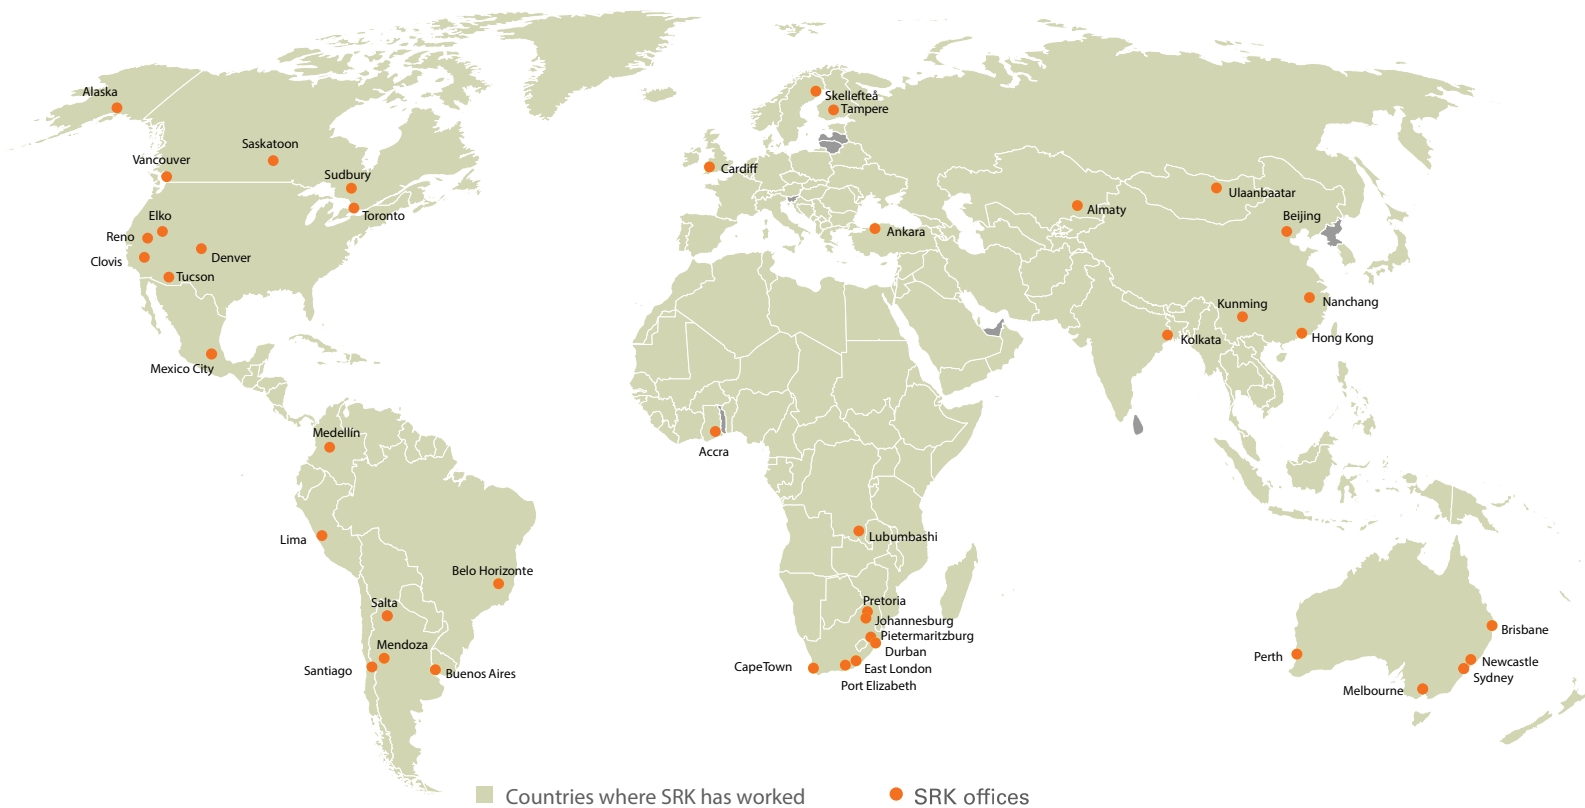 Alaska
Skellefteå
Tampere
Saskatoon
Vancouver
Sudbury
Cardiff
Toronto
Elko
Reno
Clovis
Denver
Tucson
Ankara
Almaty
Ulaanbaatar
Beijing
Nanchang
Kunming
Hong Kong
Kolkata
Mexico City
Medellín
Accra
Lima
Lubumbashi
Belo Horizonte
Salta
Pretoria
Johannesburg
Pietermaritzburg
Durban
East London
Port Elizabeth
CapeTown
Mendoza
Santiago
Buenos Aires
Brisbane
Perth
Newcastle
Sydney
Melbourne
Countries where SRK has worked
SRK offices